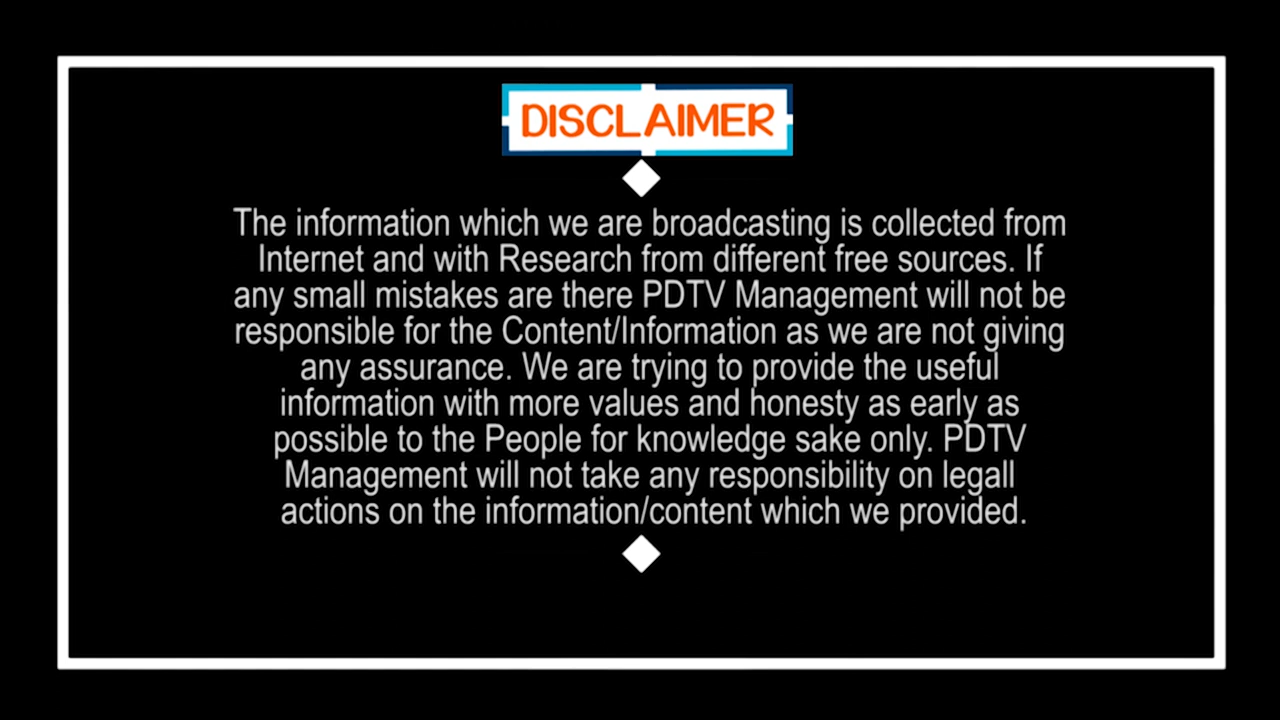 DISCLAIMER
The information which we are broadcasting is collected from
Internet and with Research from different free sources. If
any small mistakes are there PDTV Management will not be
responsible for the Content/Information as we are not giving
any assurance. We are trying to provide the useful
information with more values and honesty as early as
possible to the People for knowledge sake only. PDTV
Management will not take any responsibility on legall
actions on the information/content which we provided.